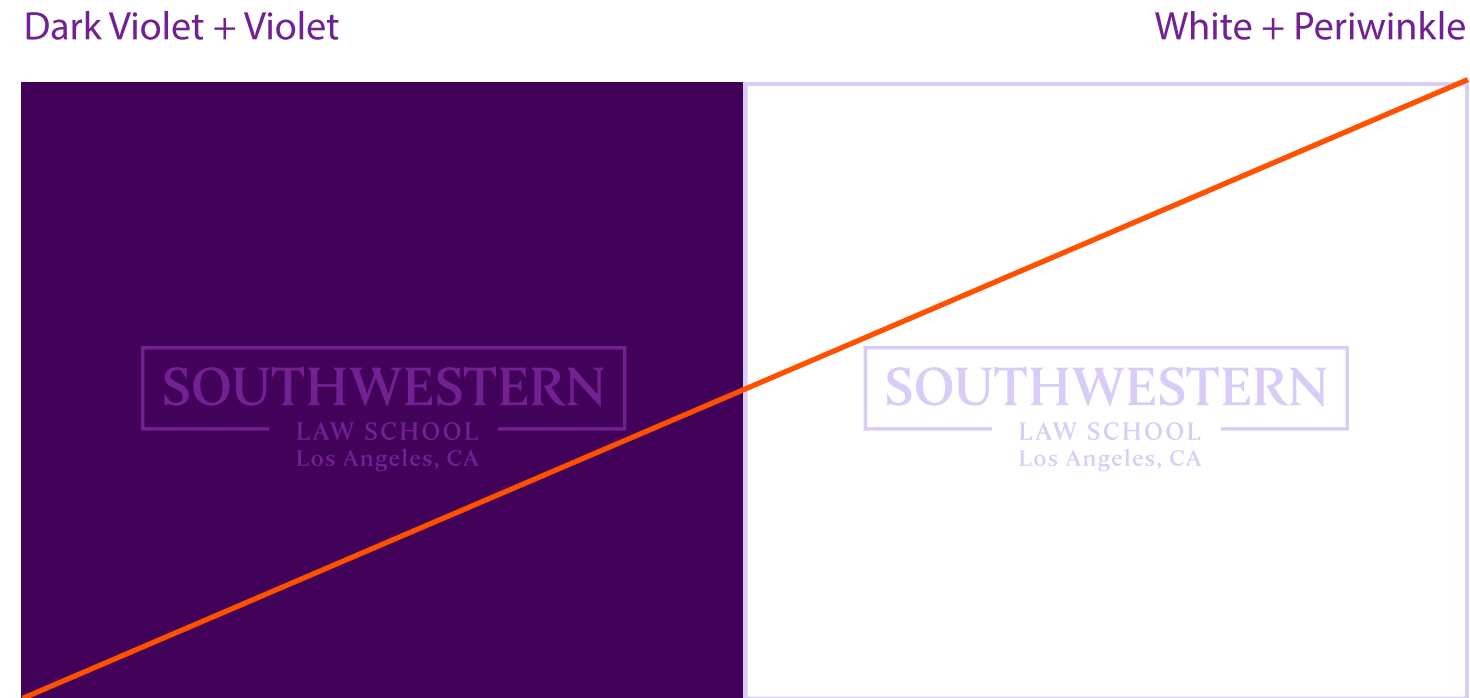 Dark Violet + Violet
White + Periwinkle
SOUTHWESTERN
LAW SCHOOL
Los Angeles, CA
SOUTHWESTERN
LAW SCHOOL
Los Angeles, CA